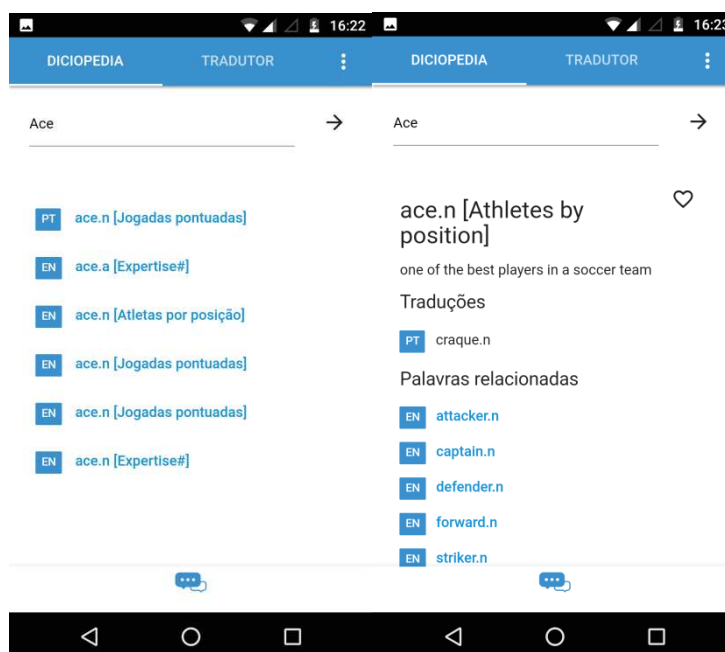 16:22
DICIOPEDIA TRADUTOR
Ace
PT ace.n [Jogadas pontuadas]
EN ace.a [Expertise#]
EN ace.n [Atletas por posição]
EN ace.n [Jogadas pontuadas]
EN ace.n [Jogadas pontuadas]
EN ace.n [Expertise#]
16:23
DICIOPEDIA TRADUTOR
Ace
ace.n [Athletes by
position]
one of the best players in a soccer team
Traduções
PT craque.n
Palavras relacionadas
EN attacker.n
EN captain.n
EN defender.n
EN forward.n
EN striker.n